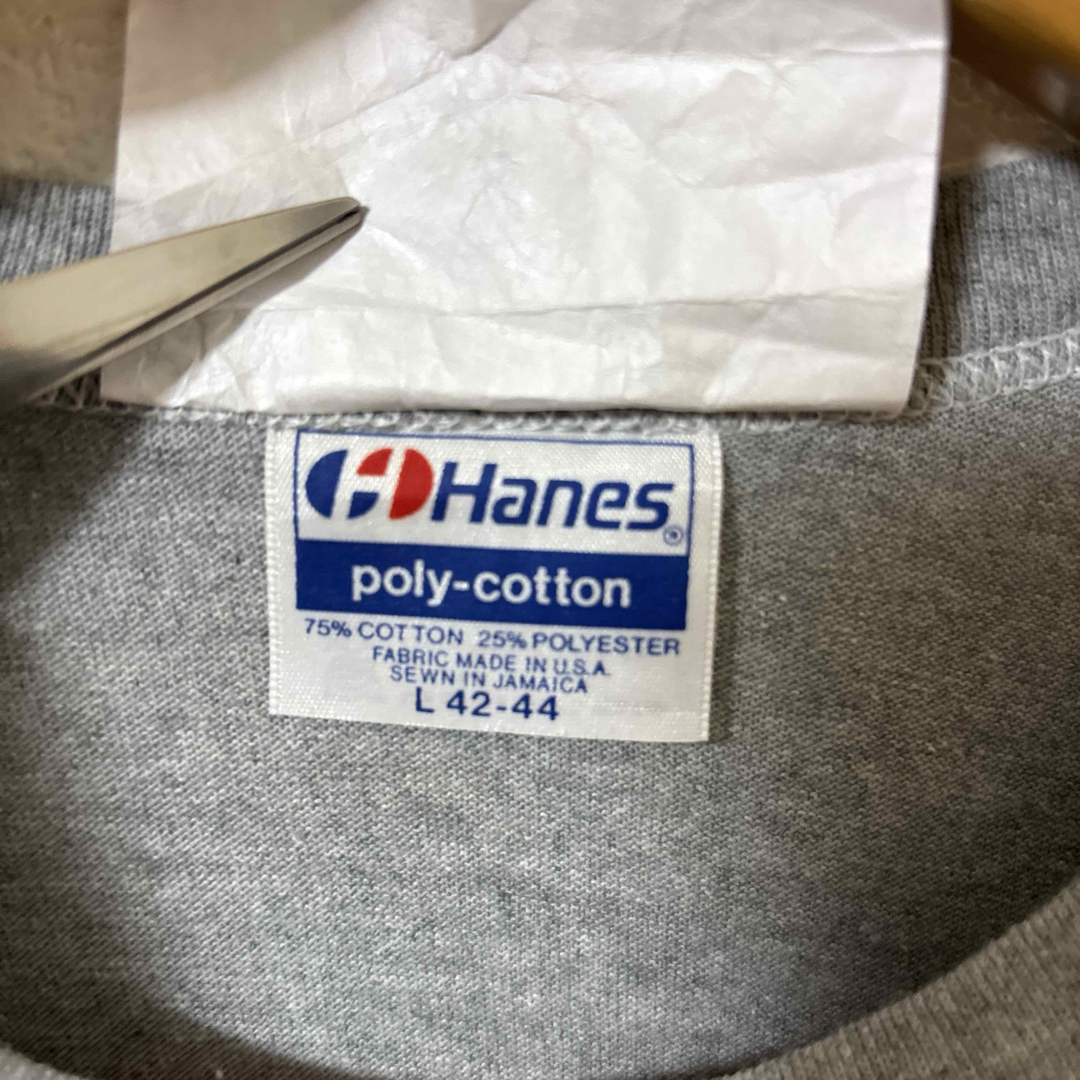 Hanes®
poly-cotton
75% COTTON 25% POLYESTER
FABRIC MADE IN U.S.A.
SEWN IN JAMAICA
L 42-44